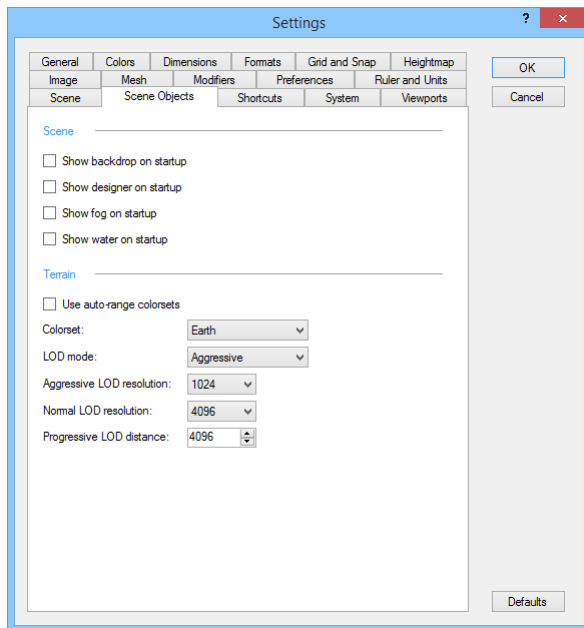 Settings
?
General Colors Dimensions Formats Grid and Snap Heightmap
Image Mesh Modifiers Preferences Ruler and Units
Scene Scene Objects Shortcuts System Viewports
OK
Cancel
Scene
Show backdrop on startup
Show designer on startup
Show fog on startup
Show water on startup
Terrain
Use auto-range colorsets
Colorset: Earth
LOD mode: Aggressive
Aggressive LOD resolution: 1024
Normal LOD resolution: 4096
Progressive LOD distance: 4096
Defaults